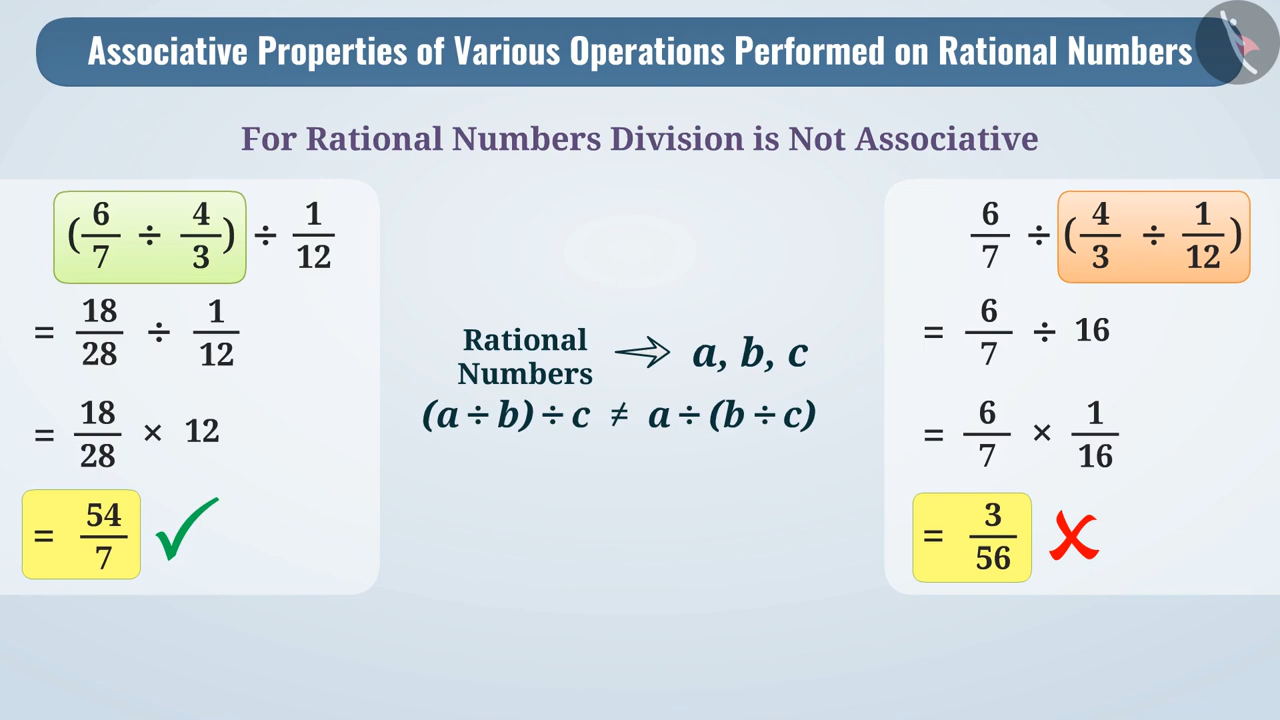 Associative Properties of Various Operations Performed on Rational Numbers
For Rational Numbers Division is Not Associative
(6/7 ÷ 4/3) ÷ 1/12
= 18/28 ÷ 1/12
= 18/28 × 12
= 54/7 ✓
Rational Numbers ⇒ a, b, c
(a ÷ b) ÷ c ≠ a ÷ (b ÷ c)
6/7 ÷ (4/3 ÷ 1/12)
= 6/7 ÷ 16
= 6/7 × 1/16
= 3/56 ✗